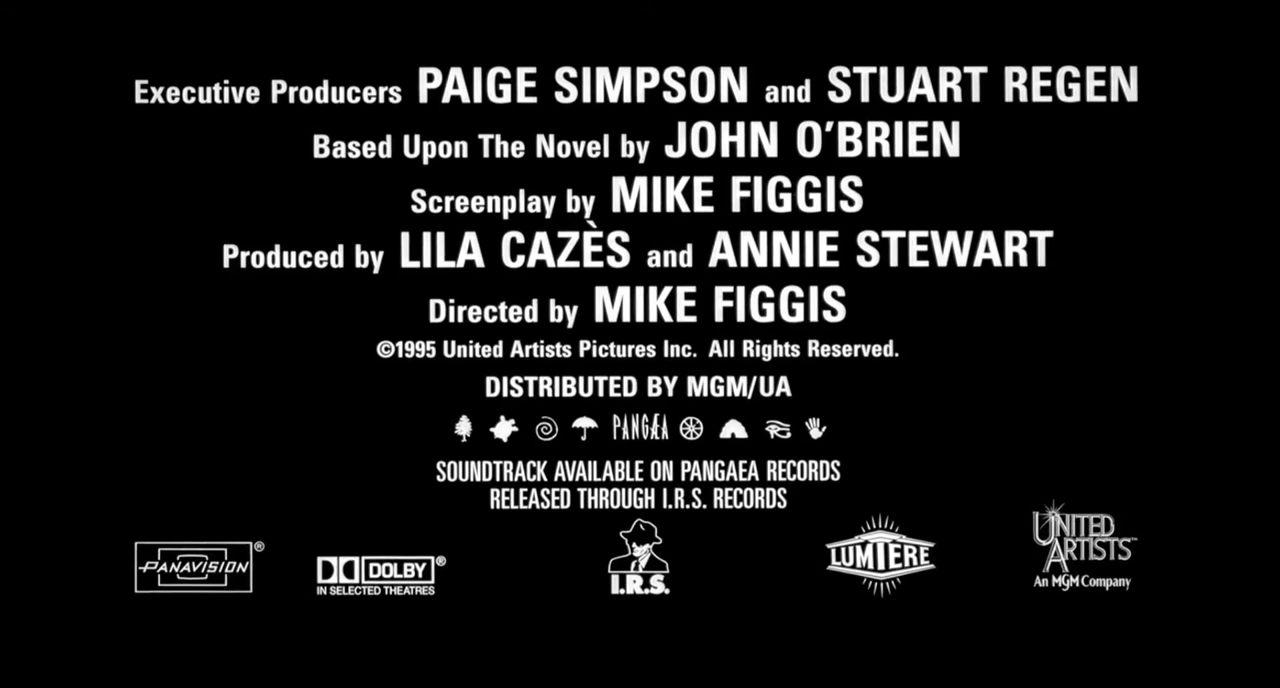 Executive Producers PAIGE SIMPSON and STUART REGEN
Based Upon The Novel by JOHN O'BRIEN
Screenplay by MIKE FIGGIS
Produced by LILA CAZÈS and ANNIE STEWART
Directed by MIKE FIGGIS
©1995 United Artists Pictures Inc. All Rights Reserved.
DISTRIBUTED BY MGM/UA
PANGÆA
SOUNDTRACK AVAILABLE ON PANGAEA RECORDS
RELEASED THROUGH I.R.S. RECORDS
PANAVISION®
DOLBY®
IN SELECTED THEATRES
I.R.S.
LUMIERE
UNITED
ARTISTS™
An MGM Company